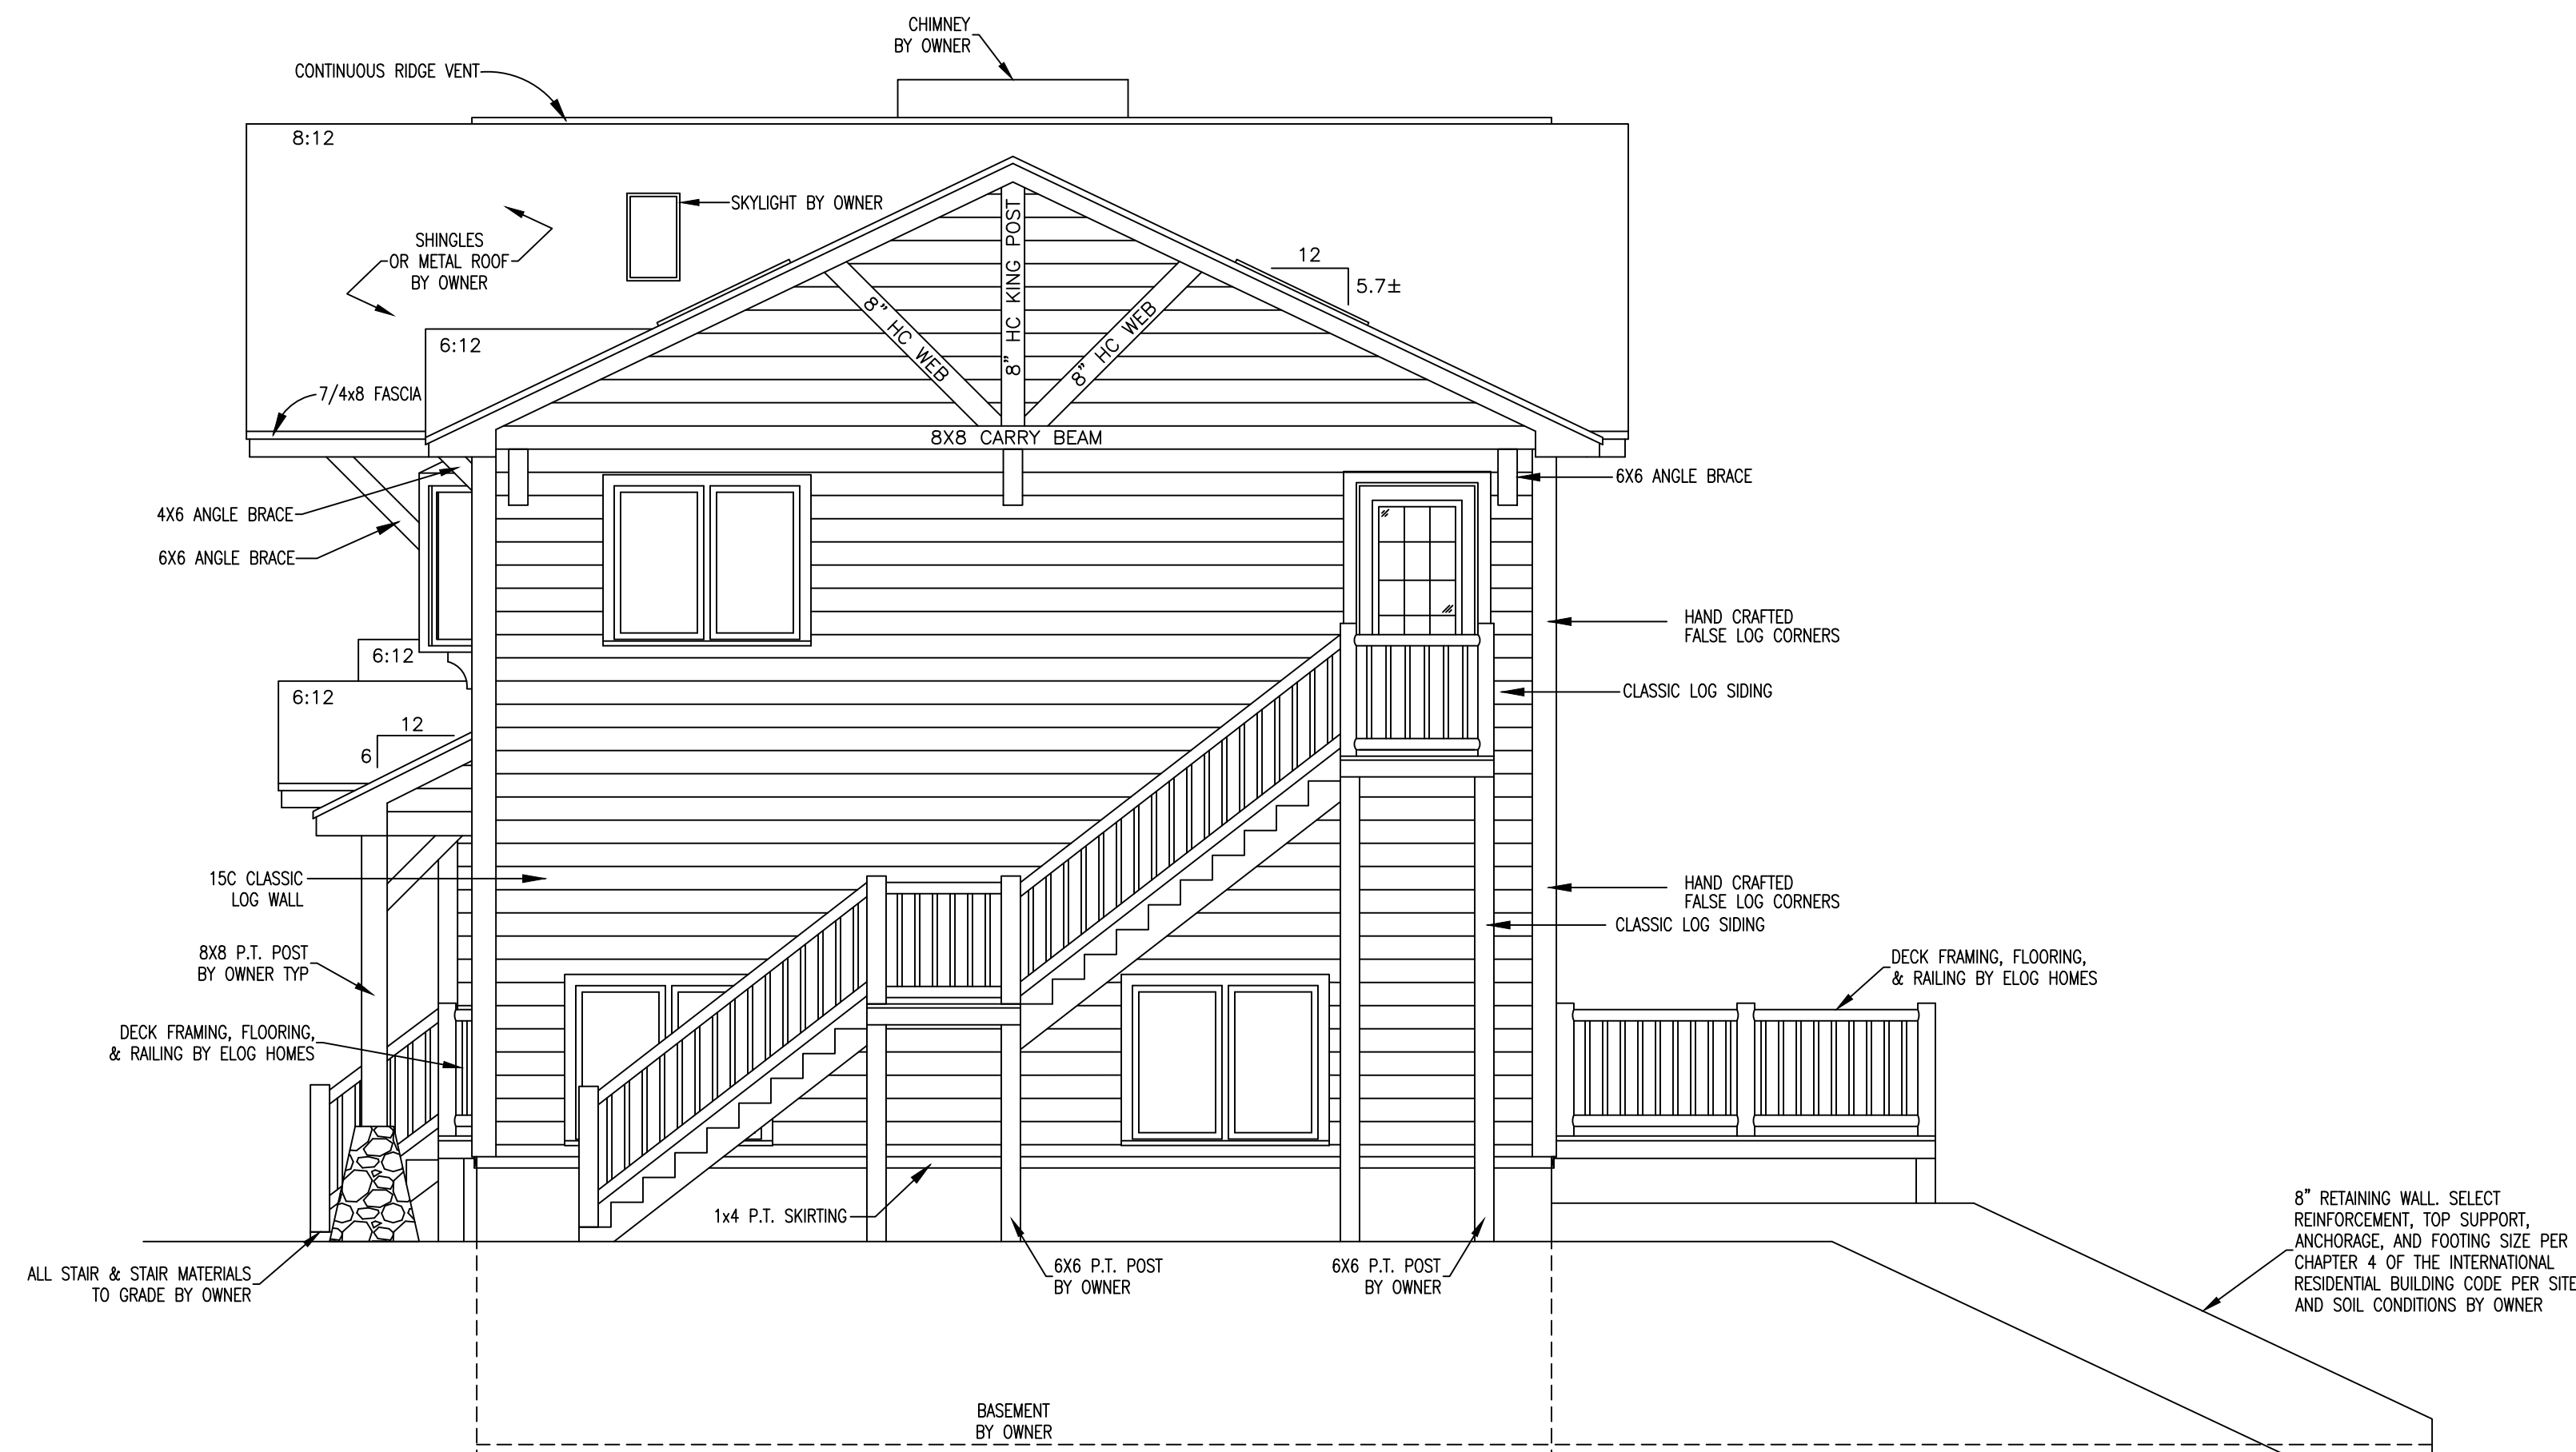 CHIMNEY
BY OWNER
CONTINUOUS RIDGE VENT
8:12
SKYLIGHT BY OWNER
SHINGLES
OR METAL ROOF
BY OWNER
12
5.7±
8" HC WEB
8" HC KING POST
8" HC WEB
6:12
7/4x8 FASCIA
8X8 CARRY BEAM
6X6 ANGLE BRACE
4X6 ANGLE BRACE
6X6 ANGLE BRACE
HAND CRAFTED
FALSE LOG CORNERS
6:12
6:12
CLASSIC LOG SIDING
12
6
15C CLASSIC
LOG WALL
HAND CRAFTED
FALSE LOG CORNERS
CLASSIC LOG SIDING
8X8 P.T. POST
BY OWNER TYP
DECK FRAMING, FLOORING,
& RAILING BY ELOG HOMES
DECK FRAMING, FLOORING,
& RAILING BY ELOG HOMES
1x4 P.T. SKIRTING
8" RETAINING WALL. SELECT
REINFORCEMENT, TOP SUPPORT,
ANCHORAGE, AND FOOTING SIZE PER
CHAPTER 4 OF THE INTERNATIONAL
RESIDENTIAL BUILDING CODE PER SITE
AND SOIL CONDITIONS BY OWNER
ALL STAIR & STAIR MATERIALS
TO GRADE BY OWNER
6X6 P.T. POST
BY OWNER
6X6 P.T. POST
BY OWNER
BASEMENT
BY OWNER